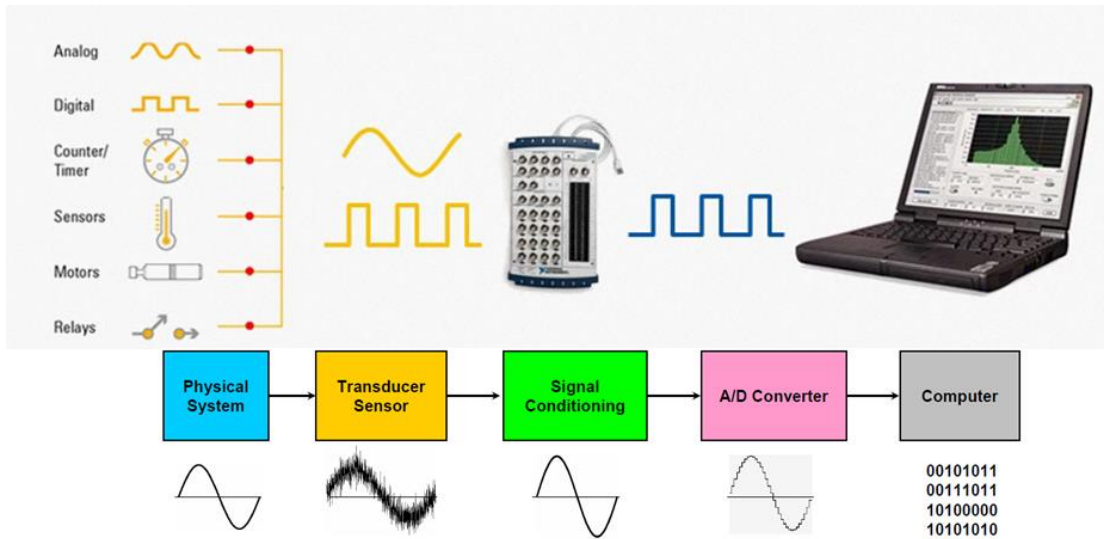 Analog
Digital
Counter/
Timer
Sensors
Motors
Relays
Physical
System
Transducer
Sensor
Signal
Conditioning
A/D Converter
Computer
00101011
00111011
10100000
10101010